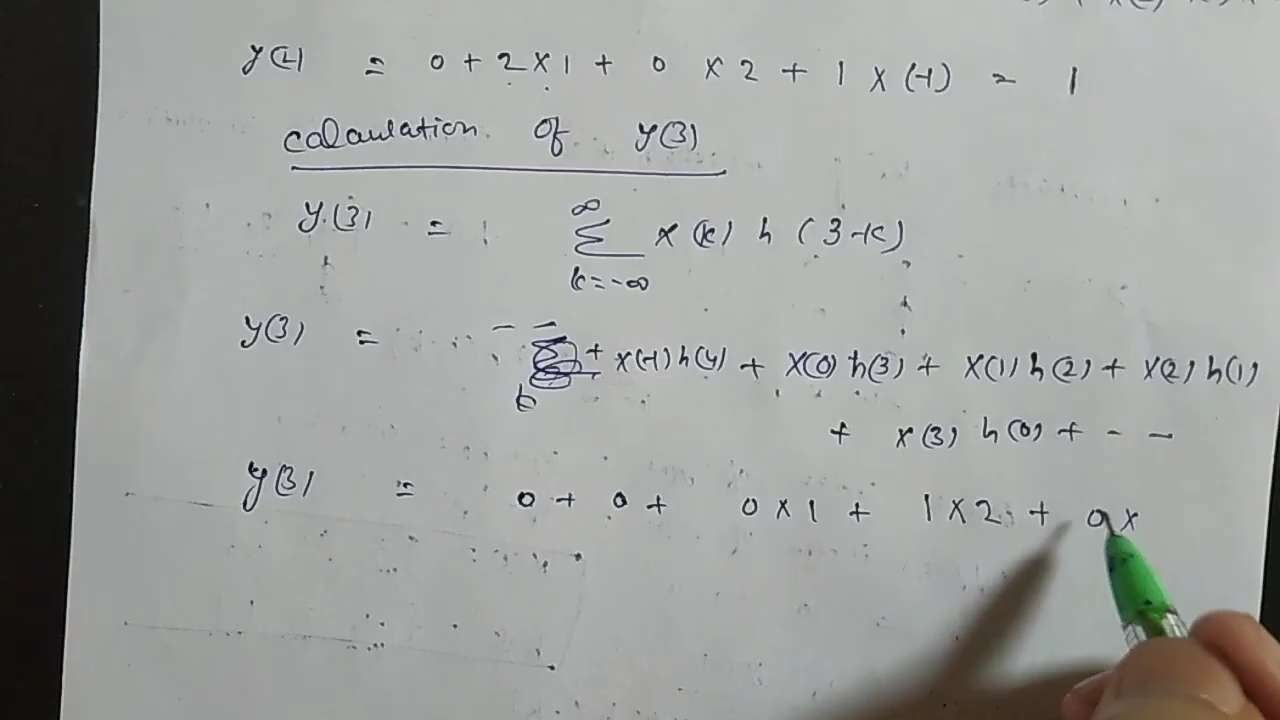 y(2) = 0 + 2 x 1 + 0 x 2 + 1 x (-1) = 1
calculation of y(3)
y(3) = ∞ Σ k=-∞ x(k) h(3-k)
y(3) = - - + x(-1) h(4) + x(0) h(3) + x(1) h(2) + x(2) h(1)
+ x(3) h(0) + - -
y(3) = 0 + 0 + 0 x 1 + 1 x 2 + 0 x